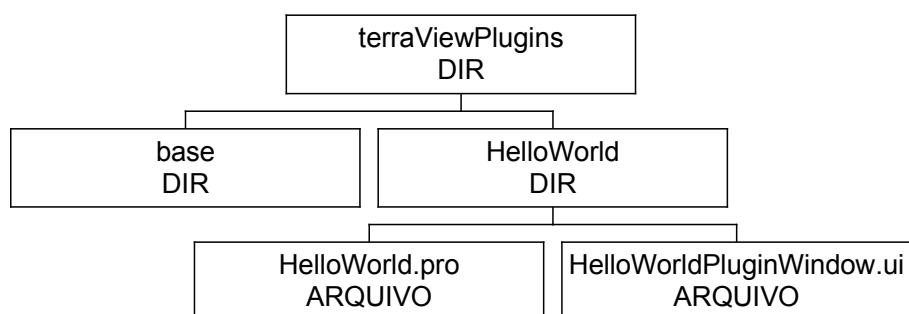 terraViewPlugins
DIR
base
DIR
HelloWorld
DIR
HelloWorld.pro
ARQUIVO
HelloWorldPluginWindow.ui
ARQUIVO